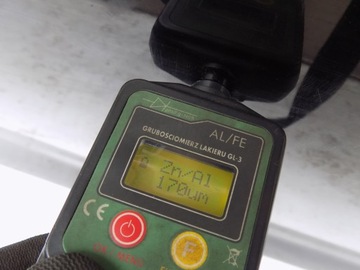 AL/FE
GRUBOŚCIOMIERZ LAKIERU GL-3
Zn/Al
170um
CE
F